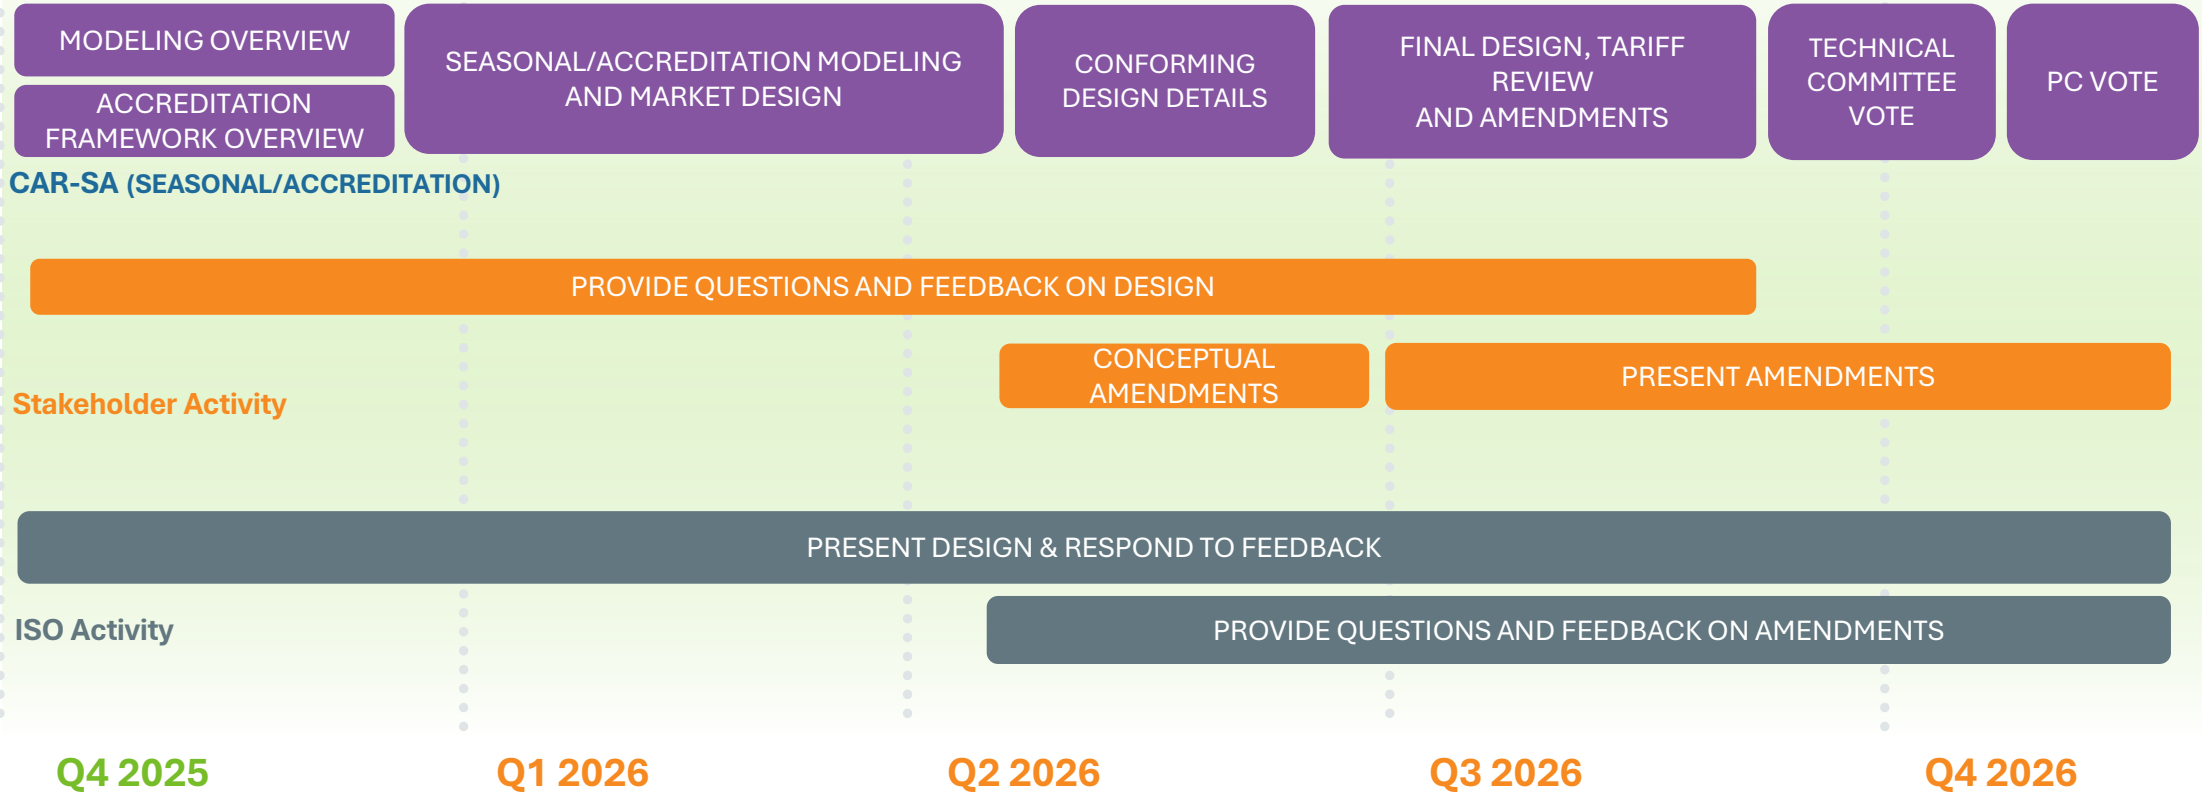 MODELING OVERVIEW
ACCREDITATION
FRAMEWORK OVERVIEW
SEASONAL/ACCREDITATION MODELING
AND MARKET DESIGN
CONFORMING
DESIGN DETAILS
FINAL DESIGN, TARIFF
REVIEW
AND AMENDMENTS
TECHNICAL
COMMITTEE
VOTE
PC VOTE
CAR-SA (SEASONAL/ACCREDITATION)
PROVIDE QUESTIONS AND FEEDBACK ON DESIGN
CONCEPTUAL
AMENDMENTS
PRESENT AMENDMENTS
Stakeholder Activity
PRESENT DESIGN & RESPOND TO FEEDBACK
ISO Activity
PROVIDE QUESTIONS AND FEEDBACK ON AMENDMENTS
Q4 2025
Q1 2026
Q2 2026
Q3 2026
Q4 2026